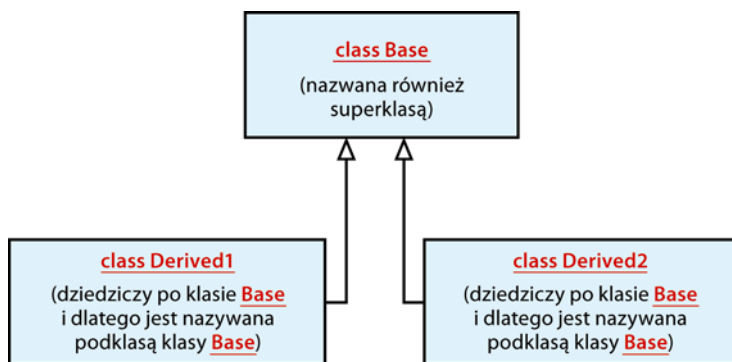 class Base
(nazwana również
superklasą)
class Derived1
(dziedziczy po klasie Base
i dlatego jest nazywana
podklasą klasy Base)
class Derived2
(dziedziczy po klasie Base
i dlatego jest nazywana
podklasą klasy Base)